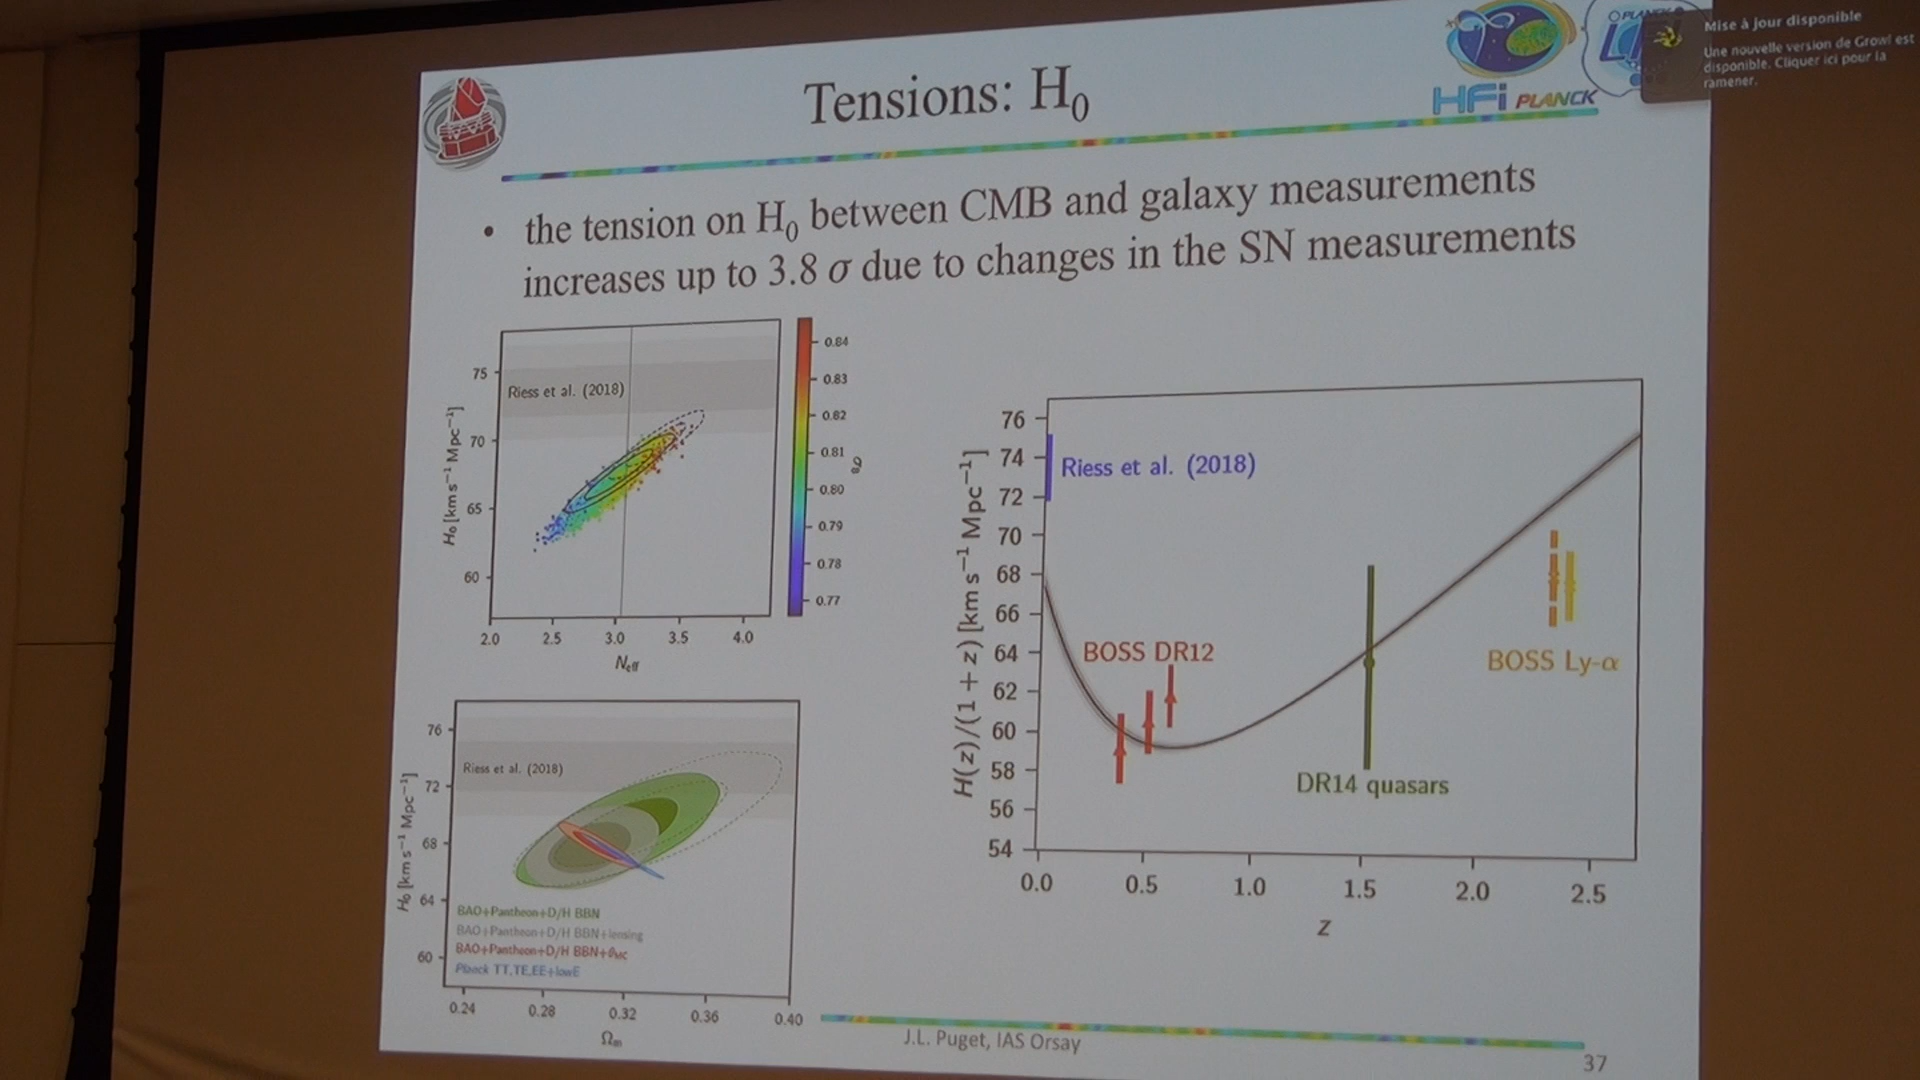 Tensions: H0
HFi PLANCK
Mise à jour disponible
Une nouvelle version de Growl est
disponible. Cliquer ici pour la
ramener.
• the tension on H0 between CMB and galaxy measurements
increases up to 3.8 σ due to changes in the SN measurements
Riess et al. (2018)
H0 [km s−1 Mpc−1]
75
70
65
60
2.0 2.5 3.0 3.5 4.0
Neff
0.84
0.83
0.82
0.81
0.80
0.79
0.78
0.77
σ8
Riess et al. (2018)
H0 [km s−1 Mpc−1]
76
72
68
64
60
BAO+Pantheon+D/H BBN
BAO+Pantheon+D/H BBN+lensing
BAO+Pantheon+D/H BBN+θMC
Planck TT,TE,EE+lowE
0.24 0.28 0.32 0.36 0.40
Ωm
H(z)/(1 + z) [km s−1 Mpc−1]
76
74
72
70
68
66
64
62
60
58
56
54
Riess et al. (2018)
BOSS DR12
DR14 quasars
BOSS Ly-α
0.0 0.5 1.0 1.5 2.0 2.5
z
J.L. Puget, IAS Orsay
37